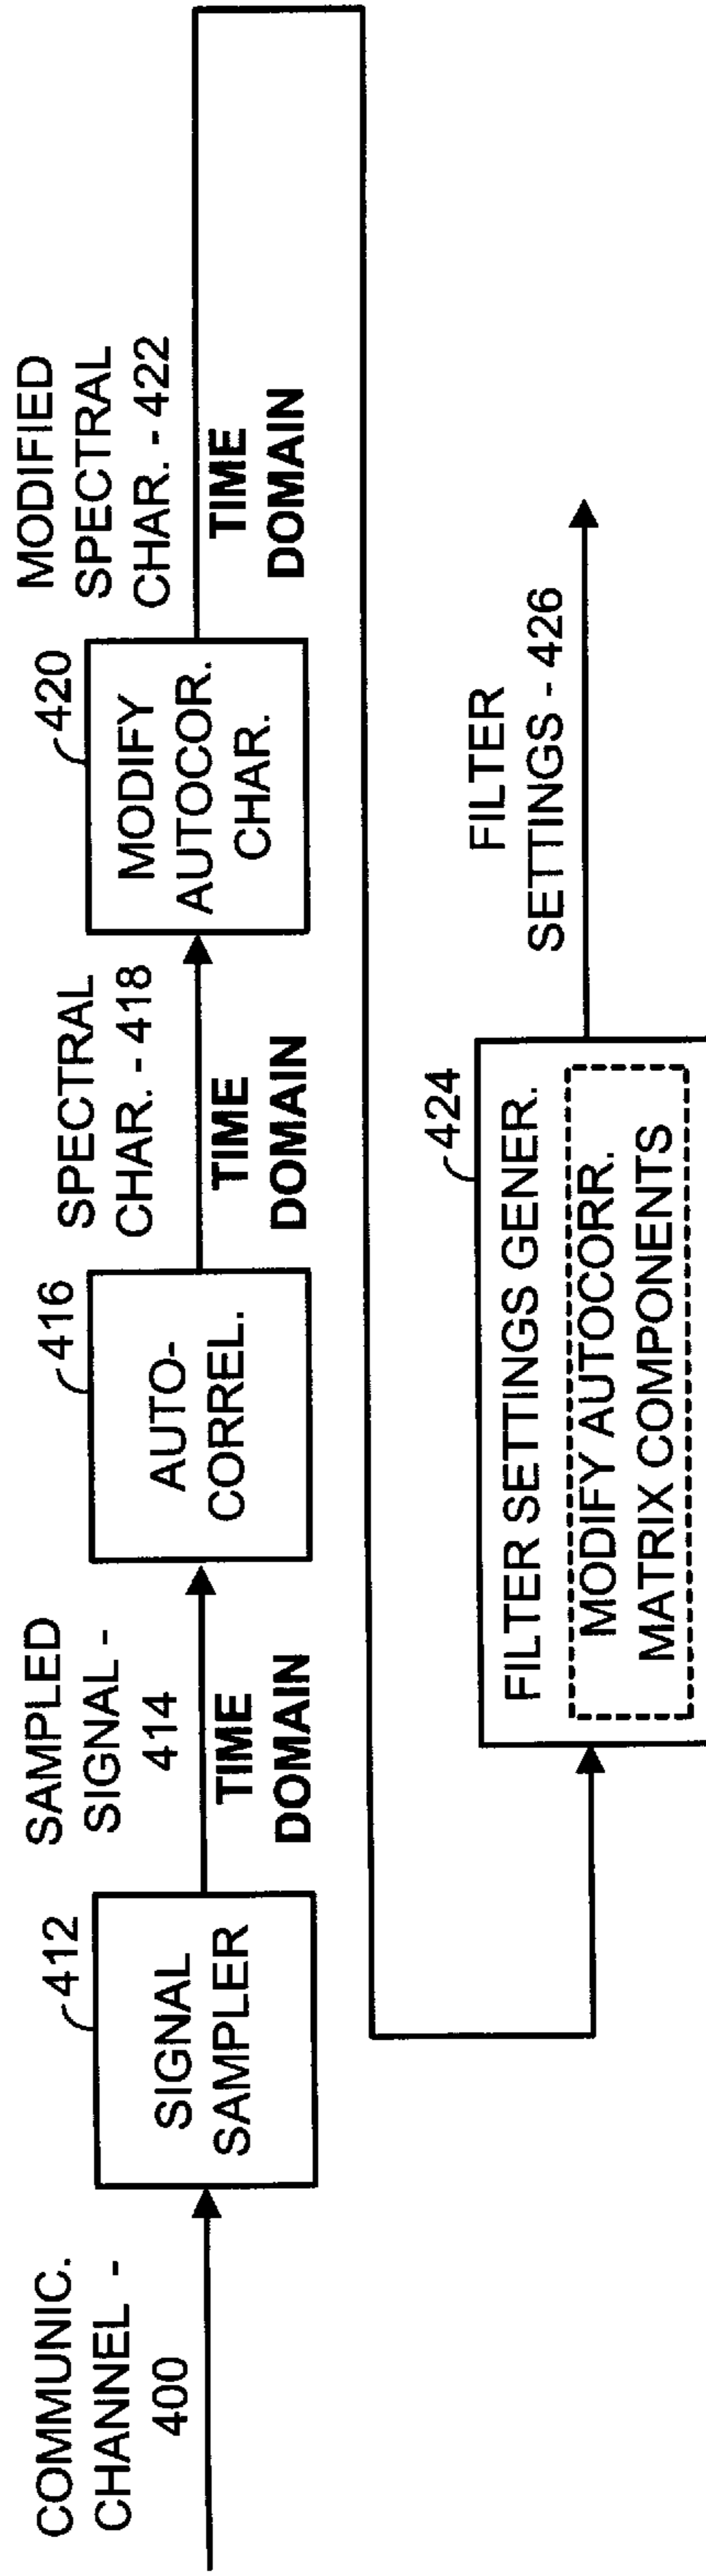 COMMUNIC.
CHANNEL -
400
412
SIGNAL
SAMPLER
SAMPLED
SIGNAL -
414
TIME
DOMAIN
416
AUTO-
CORREL.
SPECTRAL
CHAR. - 418
TIME
DOMAIN
420
MODIFY
AUTOCOR.
CHAR.
MODIFIED
SPECTRAL
CHAR. - 422
TIME
DOMAIN
424
FILTER SETTINGS GENER.
MODIFY AUTOCORR.
MATRIX COMPONENTS
FILTER
SETTINGS - 426